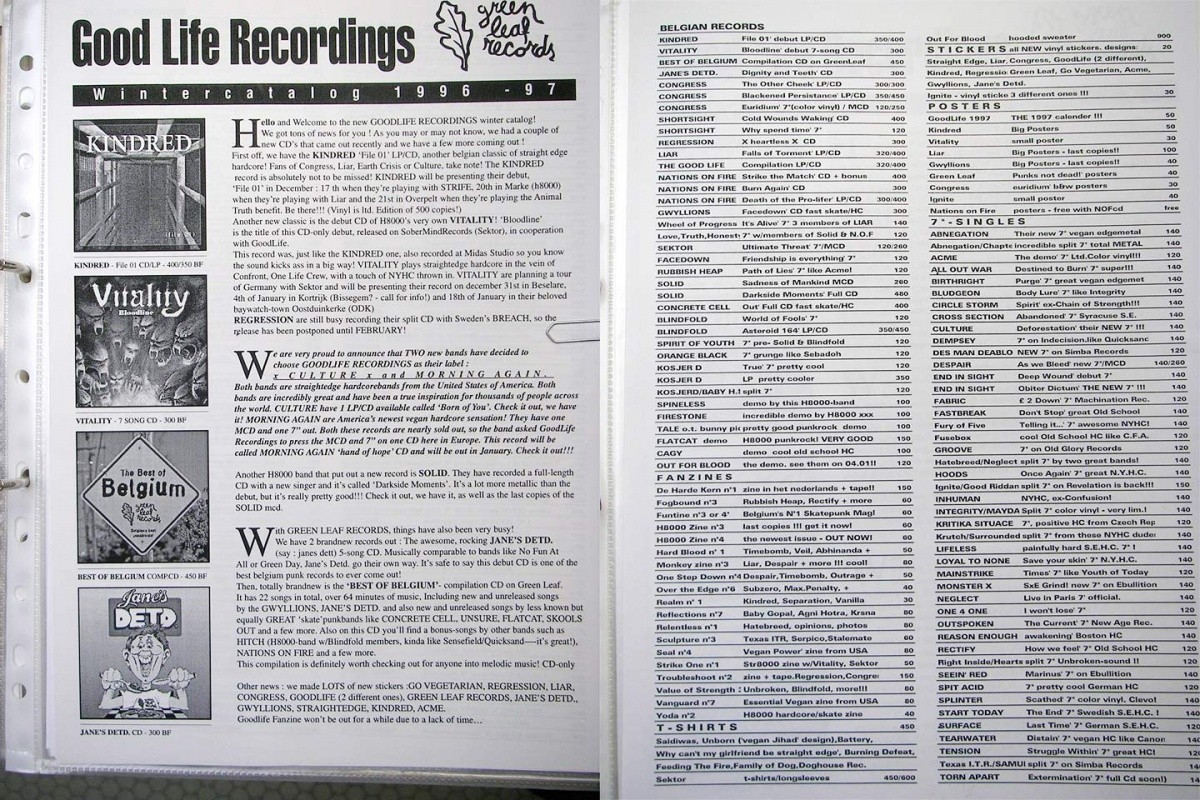 Good Life Recordings
green
leaf
records
Wintercatalog 1996 -97
KINDRED
KINDRED - File 01 CD/LP - 400/350 BF
Vitality
Bloodline
VITALITY - 7 SONG CD - 300 BF
The Best of
Belgium
green
leaf
records
BEST OF BELGIUM COMP.CD - 450 BF
Jane's
DETD
JANE'S DETD. CD - 300 BF
Hello and Welcome to the new GOODLIFE RECORDINGS winter catalog!
We got tons of news for you ! As you may or may not know, we had a couple of
new CD's that came out recently and we have a few more coming out !
First off, we have the KINDRED 'File 01' LP/CD, another belgian classic of straight edge
hardcore! Fans of Congress, Liar, Earth Crisis or Culture, take note! The KINDRED
record is absolutely not to be missed! KINDRED will be presenting their debut,
'File 01' in December : 17 th when they're playing with STRIFE, 20th in Marke (h8000)
when they're playing with Liar and the 21st in Overpelt when they're playing the Animal
Truth benefit. Be there!!! (Vinyl is ltd. Edition of 500 copies!)
Another new classic is the debut CD of H8000's very own VITALITY! 'Bloodline'
is the title of this CD-only debut, released on SoberMindRecords (Sektor), in cooperation
with GoodLife.
This record was, just like the KINDRED one, also recorded at Midas Studio so you know
the sound kicks ass in a big way! VITALITY plays straightedge hardcore in the vein of
Confront, One Life Crew, with a touch of NYHC thrown in. VITALITY are planning a tour
of Germany with Sektor and will be presenting their record on december 31st in Beselare,
4th of January in Kortrijk (Bissegem? - call for info!) and 18th of January in their beloved
baywatch-town Oostduinkerke (ODK)
REGRESSION are still busy recording their split CD with Sweden's BREACH, so the
release has been postponed until FEBRUARY!
We are very proud to announce that TWO new bands have decided to
choose GOODLIFE RECORDINGS as their label :
x CULTURE x and MORNING AGAIN.
Both bands are straightedge hardcorebands from the United States of America. Both
bands are incredibly great and have been a true inspiration for thousands of people across
the world. CULTURE have 1 LP/CD available called 'Born of You'. Check it out, we have
it! MORNING AGAIN are America's newest vegan hardcore sensation! They have one
MCD and one 7" out. Both these records are nearly sold out, so the band asked GoodLife
Recordings to press the MCD and 7" on one CD here in Europe. This record will be
called MORNING AGAIN 'hand of hope' CD and will be out in January. Check it out!!!
Another H8000 band that put out a new record is SOLID. They have recorded a full-length
CD with a new singer and it's called 'Darkside Moments'. It's a lot more metallic than the
debut, but it's really pretty good!!! Check it out, we have it, as well as the last copies of the
SOLID mcd.
With GREEN LEAF RECORDS, things have also been very busy!
We have 2 brandnew records out : The awesome, rocking JANE'S DETD.
(say : janes dett) 5-song CD. Musically comparable to bands like No Fun At
All or Green Day, Jane's Detd. go their own way. It's safe to say this debut CD is one of the
best belgium punk records to ever come out!
Then, totally brandnew is the 'BEST OF BELGIUM'- compilation CD on Green Leaf.
It has 22 songs in total, over 64 minutes of music, Including new and unreleased songs
by the GWYLLIONS, JANE'S DETD. and also new and unreleased songs by less known but
equally GREAT 'skate'punkbands like CONCRETE CELL, UNSURE, FLATCAT, SKOOLS
OUT and a few more. Also on this CD you'll find a bonus-songs by other bands such as
HITCH (H8000-band w/Blindfold members, kinda like Sensefield/Quicksand----it's great!),
NATIONS ON FIRE and a few more.
This compilation is definitely worth checking out for anyone into melodic music! CD-only
Other news : we made LOTS of new stickers :GO VEGETARIAN, REGRESSION, LIAR,
CONGRESS, GOODLIFE (2 different ones), GREEN LEAF RECORDS, JANE'S DETD.,
GWYLLIONS, STRAIGHTEDGE, KINDRED, ACME.
Goodlife Fanzine won't be out for a while due to a lack of time...
BELGIAN RECORDS
KINDRED File 01' debut LP/CD 350/400
VITALITY Bloodline' debut 7-song CD 300
BEST OF BELGIUM Compilation CD on GreenLeaf 450
JANE'S DETD. Dignity and Teeth' CD 300
CONGRESS The Other Cheek' LP/CD 300/300
CONGRESS Blackened Persistance' LP/CD 350/450
CONGRESS Euridium' 7"(color vinyl) / MCD 120/250
SHORTSIGHT Cold Wounds Waking' CD 400
SHORTSIGHT Why spend time' 7" 120
REGRESSION X heartless X CD 300
LIAR Falls of Torment' LP/CD 320/400
THE GOOD LIFE Compilation LP/CD 320/400
NATIONS ON FIRE Strike the Match' CD + bonus 400
NATIONS ON FIRE Burn Again' CD 300
NATIONS ON FIRE Death of the Pro-lifer' LP/CD 300/400
GWYLLIONS Facedown' CD fast skate/HC 300
Wheel of Progress It's Alive' 7" 3 members of LIAR 140
Love,Truth,Honest 7" w/members of Solid & N.O.F 120
SEKTOR Ultimate Threat' 7"/MCD 120/260
FACEDOWN Friendship is everything' 7" 120
RUBBISH HEAP Path of Lies' 7" like Acme! 120
SOLID Sadness of Mankind MCD 260
SOLID Darkside Moments' Full CD 480
CONCRETE CELL Out' Full CD fast skate/HC 400
BLINDFOLD World of Fools' 7" 120
BLINDFOLD Asteroid 164' LP/CD 350/450
SPIRIT OF YOUTH 7" pre- Solid & Blindfold 120
ORANGE BLACK 7" grunge like Sebadoh 120
KOSJER D True' 7" pretty cool 120
KOSJER D LP pretty cooler 350
KOSJERD/BABY H.I split 7" 120
SPINELESS demo by this H8000-band 100
FIRESTONE incredible demo by H8000 xxx 100
TALE o.t. bunny pic pretty good punkrock demo 100
FLATCAT demo H8000 punkrock! VERY GOOD 150
CAGY demo cool old school HC 100
OUT FOR BLOOD the demo. see them on 04.01!! 120
FANZINES
De Harde Kern n°1 zine in het nederlands + tape!! 150
Fogbound n°3 Rubbish Heap, Rectify + more 60
Funtine n°3 or 4' Belgium's N°1 Skatepunk Mag! 60
H8000 Zine n°3 last copies !!! get it now! 60
H8000 Zine n°4 the newest issue - OUT NOW! 60
Hard Blood n° 1 Timebomb, Veil, Abhinanda + 50
Monkey zine n°3 Liar, Despair + more !!! cool! 80
One Step Down n°4 Despair,Timebomb, Outrage + 50
Over the Edge n°6 Subzero, Max.Penalty, + 40
Realm n° 1 Kindred, Separation, Vanilla 30
Reflections n°7 Baby Gopal, Agni Hotra, Krsna 80
Relentless n°1 Hatebreed, opinions, photos 80
Sculpture n°3 Texas ITR, Serpico,Stalemate 60
Seal n°4 Vegan Power' zine from USA 80
Strike One n°1 Str8000 zine w/Vitality, Sektor 50
Troubleshoot n°2 zine + tape.Regression,Congre 150
Value of Strength : Unbroken, Blindfold, more!!! 80
Vanguard n°7 Essential Vegan zine from USA 80
Yoda n°2 H8000 hardcore/skate zine 40
T-SHIRTS 450
Saidiwas, Unborn (vegan Jihad' design),Battery,
Why can't my girlfriend be straight edge', Burning Defeat,
Feeding The Fire,Family of Dog,Doghouse Rec.
Sektor t-shirts/longsleeves 450/600
Out For Blood hooded sweater 900
STICKERS all NEW vinyl stickers. designs: 20
Straight Edge, Liar, Congress, GoodLife (2 different),
Kindred, Regressio Green Leaf, Go Vegetarian, Acme,
Gwyllions, Jane's Detd.
Ignite - vinyl sticke 3 different ones !!! 30
POSTERS
GoodLife 1997 THE 1997 calender !!! 50
Kindred Big Posters 50
Vitality small poster 30
Liar Big Posters - last copies!! 100
Gwyllions Big Posters - last copies!! 40
Green Leaf Punks not dead! posters 40
Congress euridium' b&w posters 30
Ignite small poster 40
Nations on Fire posters - free with NOFcd free
7"-SINGLES
ABNEGATION Their new 7" vegan edgemetal 140
Abnegation/Chapte incredible split 7" total METAL 140
ACME The demo' 7" Ltd.Color vinyl!!! 120
ALL OUT WAR Destined to Burn' 7" super!!! 140
BIRTHRIGHT Purge' 7" great vegan edgemet 140
BLUDGEON Body Lure' 7" like Integrity 140
CIRCLE STORM Spirit' ex-Chain of Strength!!! 140
CROSS SECTION Abandoned' 7" Syracuse S.E. 140
CULTURE Deforestation' their NEW 7" !!! 140
DEMPSEY 7" on Indecision.like Quicksanc 140
DES MAN DEABLO NEW 7" on Simba Records 120
DESPAIR As we Bleed' new 7"/MCD 140/260
END IN SIGHT Deep Wound' debut 7" 140
END IN SIGHT Obiter Dictum' THE NEW 7" !!! 140
FABRIC £ 2 Down' 7" Machination Rec. 120
FASTBREAK Don't Stop' great Old School 140
Fury of Five Telling it...' 7" awesome NYHC! 140
Fusebox cool Old School HC like C.F.A. 120
GROOVE 7" on Old Glory Records 120
Hatebreed/Neglect split 7" by two great bands! 140
HOODS Once Again' 7" great N.Y.H.C. 140
Ignite/Good Riddan split 7" on Revelation is back!!! 150
INHUMAN NYHC, ex-Confusion! 140
INTEGRITY/MAYDA Split 7" color vinyl - very lim.! 140
KRITIKA SITUACE 7", positive HC from Czech Rep 120
Krutch/Surrounded split 7" from these NYHC dudes 140
LIFELESS painfully hard S.E.H.C. 7" ! 140
LOYAL TO NONE Save your skin' 7" N.Y.H.C. 140
MAINSTRIKE Times' 7" like Youth of Today 120
MONSTER X SxE Grind! new 7" on Ebullition 140
NEGLECT Live in Paris 7" official. 140
ONE 4 ONE I won't lose' 7" 120
OUTSPOKEN The Current' 7" New Age Rec. 140
REASON ENOUGH awakening' Boston HC 140
RECTIFY How we feel' 7" Old School HC 120
Right Inside/Hearts split 7" Unbroken-sound !! 120
SEEIN' RED Marinus' 7" on Ebullition 140
SPIT ACID 7" pretty cool German HC 120
SPLINTER Scathed' 7" color vinyl, Clevo! 140
START TODAY The End' 7" Swedish S.E.H.C. ! 140
SURFACE Last Time' 7" German S.E.H.C. 120
TEARWATER Distain' 7" vegan HC like Canon 140
TENSION Struggle Within' 7" great HC! 120
Texas I.T.R./SAMUI split 7" on Simba Records 120
TORN APART Extermination' 7" full Cd soon!) 140